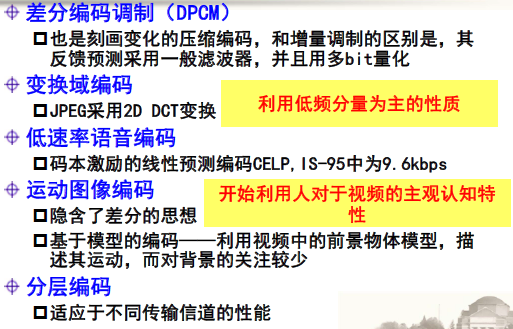 差分编码调制（DPCM）
也是刻画变化的压缩编码，和增量调制的区别是，其
反馈预测采用一般滤波器，并且用多bit量化
变换域编码
JPEG采用2D DCT变换
利用低频分量为主的性质
低速率语音编码
码本激励的线性预测编码CELP,IS-95中为9.6kbps
运动图像编码
开始利用人对于视频的主观认知特
性
隐含了差分的思想
基于模型的编码——利用视频中的前景物体模型，描
述其运动，而对背景的关注较少
分层编码
适应于不同传输信道的性能